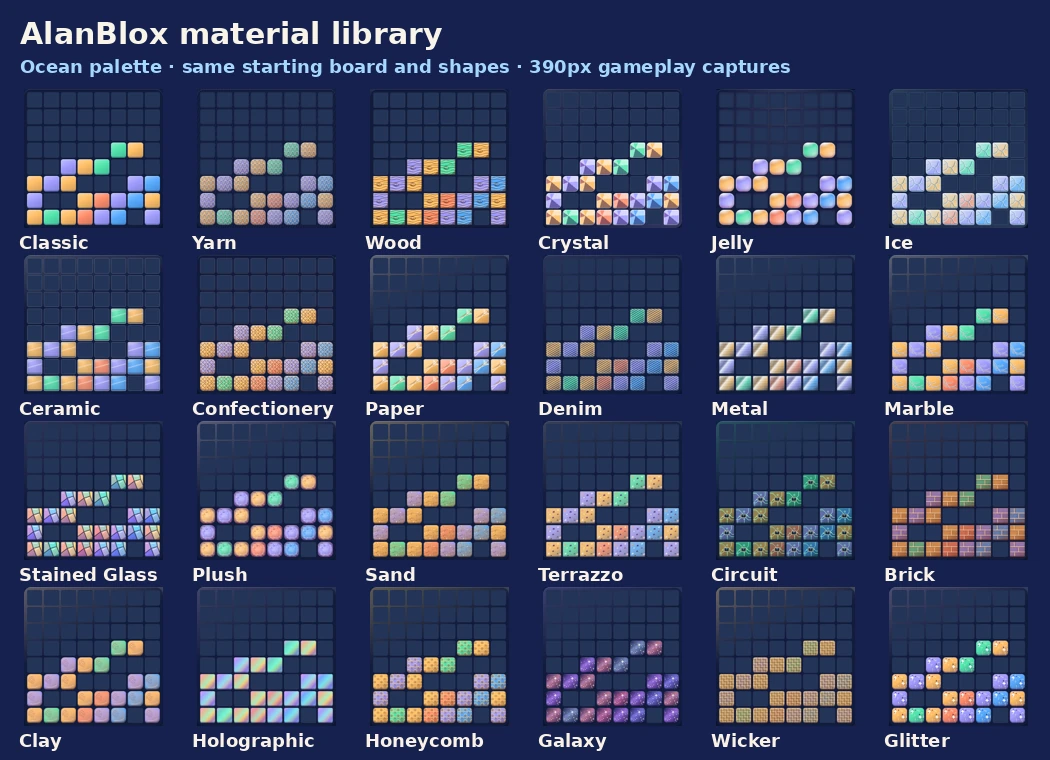 AlanBlox material library
Ocean palette · same starting board and shapes · 390px gameplay captures
Classic Yarn Wood Crystal Jelly Ice
Ceramic Confectionery Paper Denim Metal Marble
Stained Glass Plush Sand Terrazzo Circuit Brick
Clay Holographic Honeycomb Galaxy Wicker Glitter